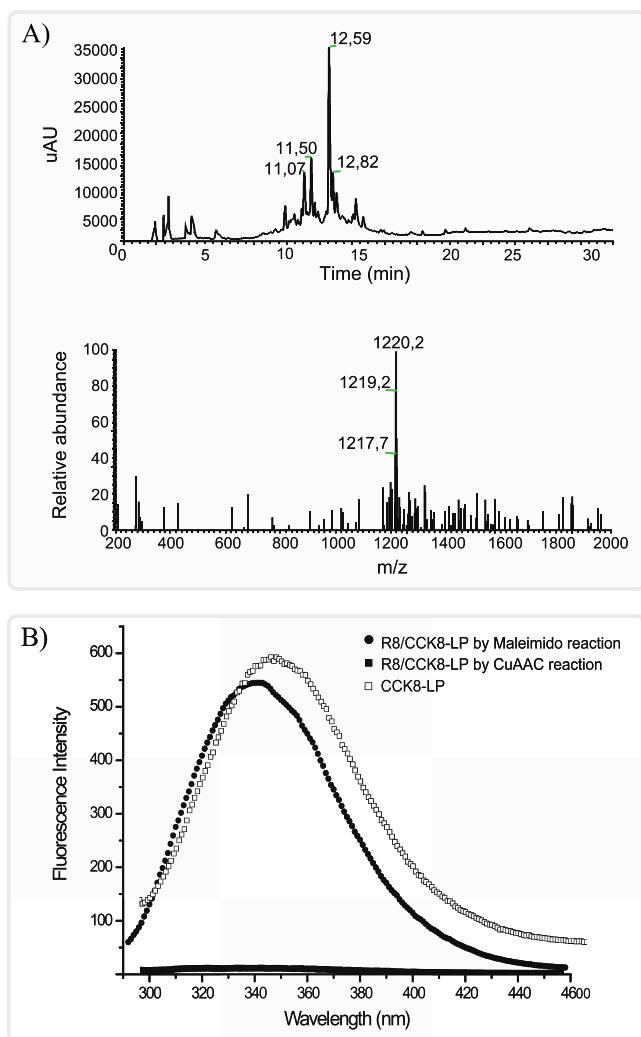 A)
12,59
11,50
11,07
12,82
35000
30000
25000
20000
15000
10000
5000
uAU
0 0 5 10 15 20 25 30
Time (min)
1220,2
1219,2
1217,7
100
80
60
40
20
0
Relative abundance
200 400 600 800 1000 1200 1400 1600 1800 2000
m/z
B)
R8/CCK8-LP by Maleimido reaction
R8/CCK8-LP by CuAAC reaction
CCK8-LP
600
500
400
300
200
100
Fluorescence Intensity
300 320 340 360 380 400 420 440 4600
Wavelength (nm)